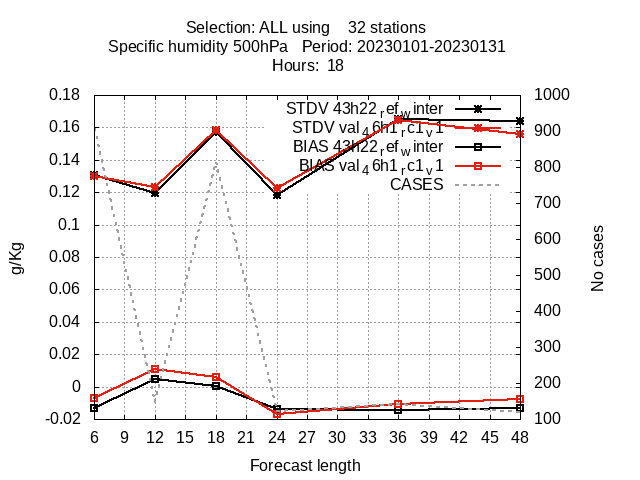 Selection: ALL using 32 stations
Specific humidity 500hPa Period: 20230101-20230131
Hours: 18
0.18 1000
STDV 43h22_ref_winter
0.16 900
STDV val_46h1_rc1_v1
BIAS 43h22_ref_winter
0.14 800
BIAS val_46h1_rc1_v1
CASES
0.12 700
0.1 600
g/Kg
No cases
0.08 500
0.06 400
0.04 300
0.02 200
0
-0.02 100
6 9 12 15 18 21 24 27 30 33 36 39 42 45 48
Forecast length